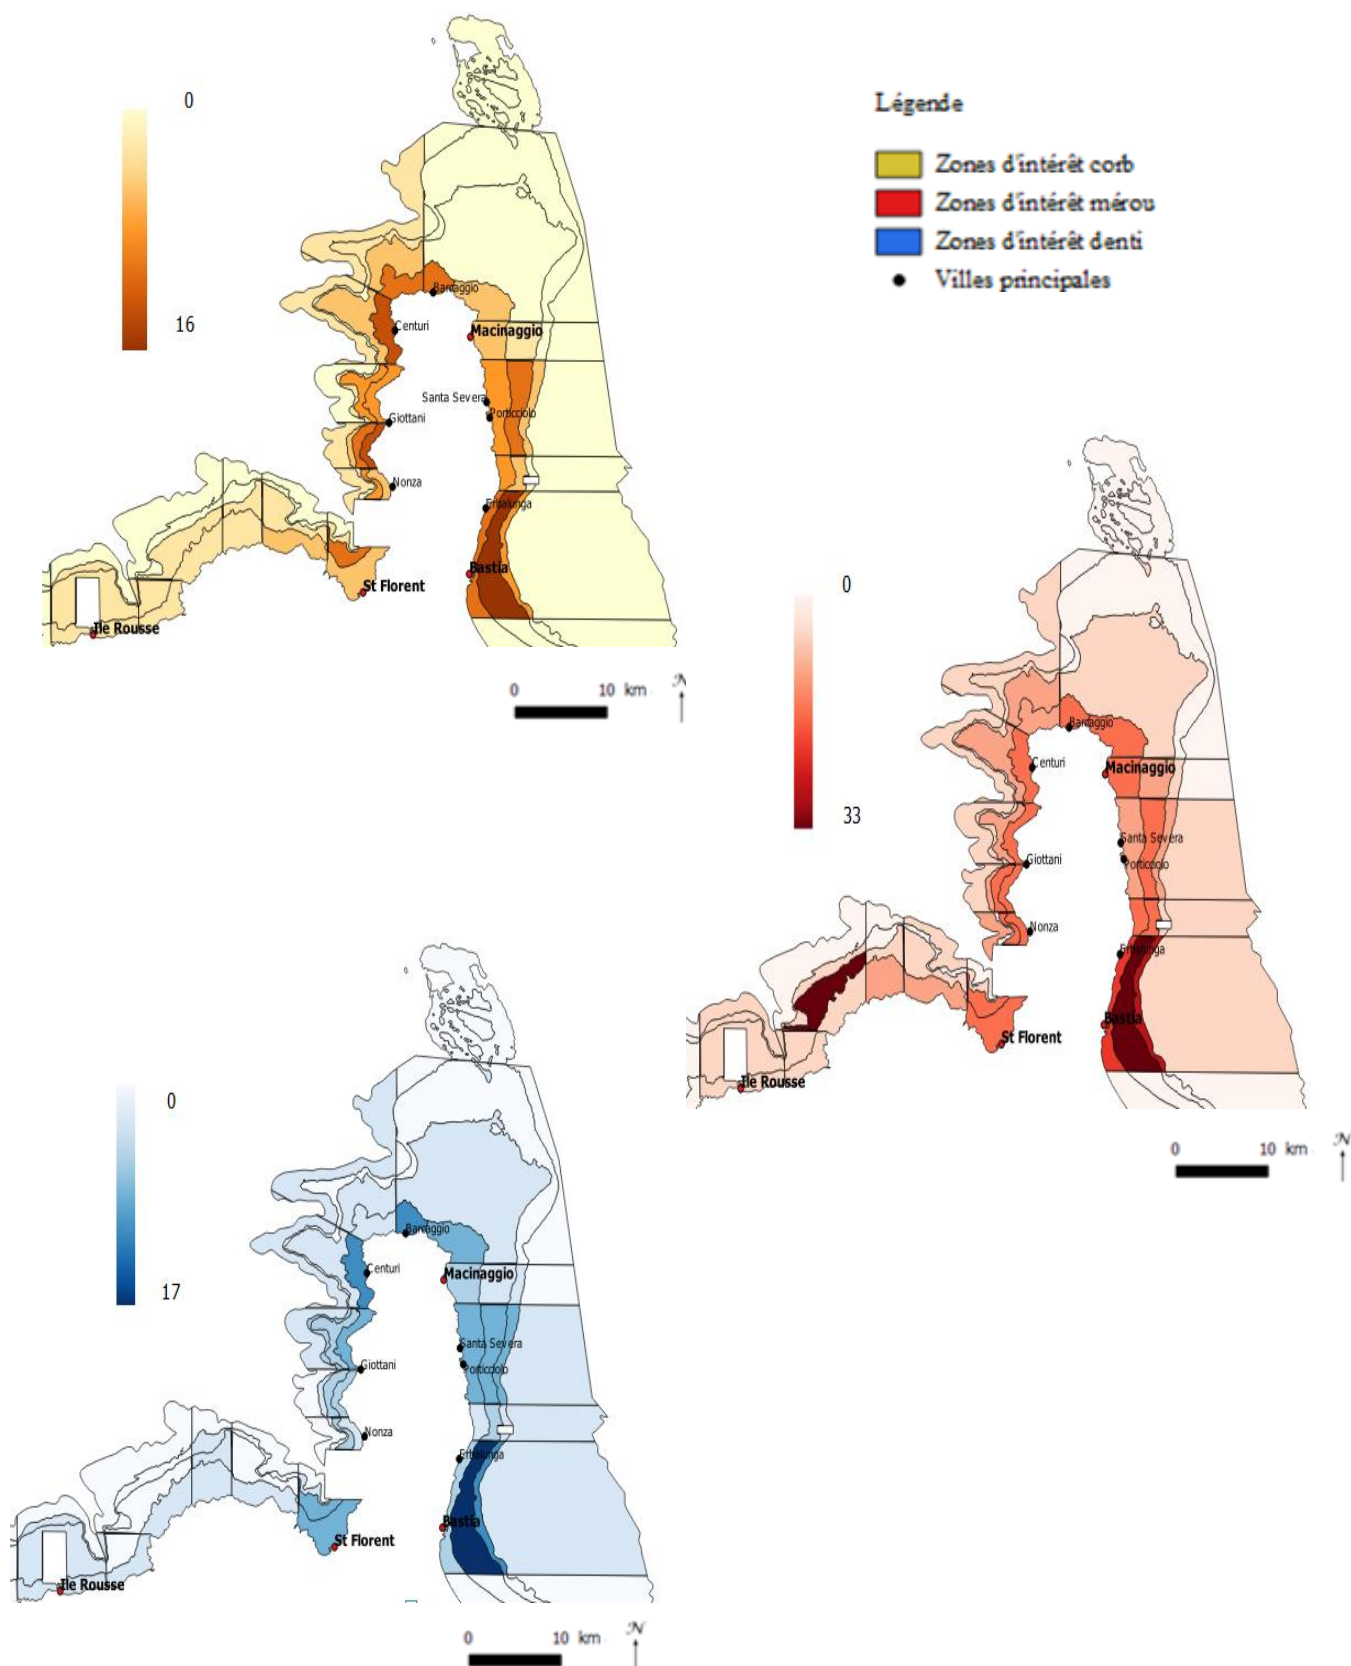 0
16
Barcaggio
Centuri
Macinaggio
Santa Severa
Porticciolo
Giottani
Nonza
Erbalunga
Bastia
St Florent
Ile Rousse
0 10 km
N
Légende
Zones d'intérêt corb
Zones d'intérêt mérou
Zones d'intérêt denti
Villes principales
0
33
Barcaggio
Centuri
Macinaggio
Santa Severa
Porticciolo
Giottani
Nonza
Erbalunga
Bastia
St Florent
Ile Rousse
0 10 km
N
0
17
Barcaggio
Centuri
Macinaggio
Santa Severa
Porticciolo
Giottani
Nonza
Erbalunga
Bastia
St Florent
Ile Rousse
0 10 km
N